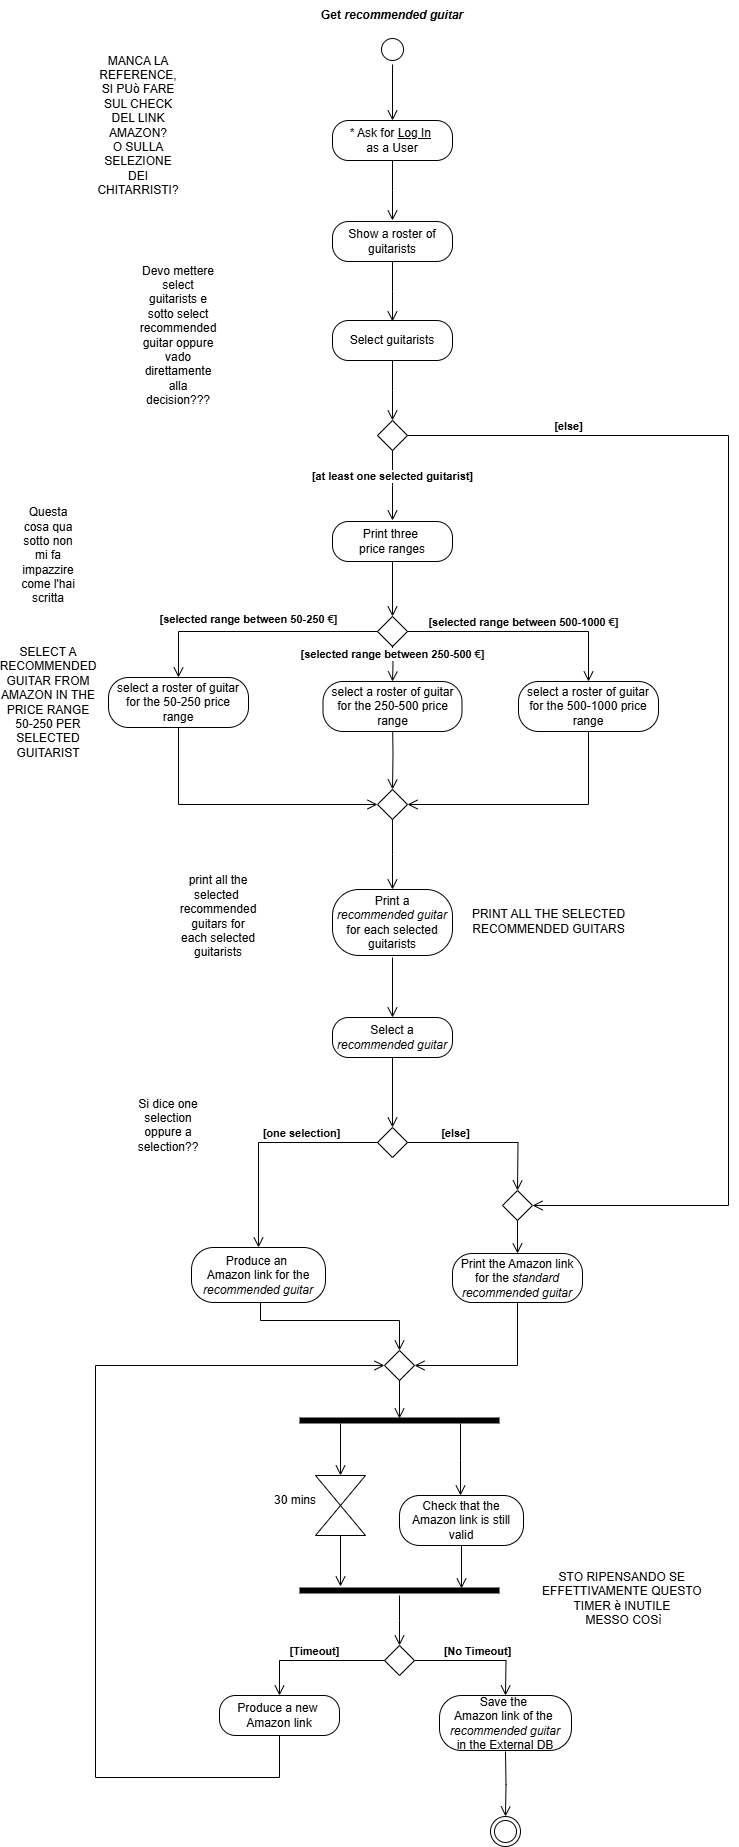 Get recommended guitar
MANCA LA
REFERENCE,
SI PUò FARE
SUL CHECK
DEL LINK
AMAZON?
O SULLA
SELEZIONE
DEI
CHITARRISTI?
* Ask for Log In
as a User
Show a roster of
guitarists
Devo mettere
select
guitarists e
sotto select
recommended
guitar oppure
vado
direttamente
alla
decision???
Select guitarists
[else]
[at least one selected guitarist]
Questa
cosa qua
sotto non
mi fa
impazzire
come l'hai
scritta
Print three
price ranges
[selected range between 50-250 €]
[selected range between 500-1000 €]
[selected range between 250-500 €]
SELECT A
RECOMMENDED
GUITAR FROM
AMAZON IN THE
PRICE RANGE
50-250 PER
SELECTED
GUITARIST
select a roster of guitar
for the 50-250 price
range
select a roster of guitar
for the 250-500 price
range
select a roster of guitar
for the 500-1000 price
range
print all the
selected
recommended
guitars for
each selected
guitarists
Print a
recommended guitar
for each selected
guitarists
PRINT ALL THE SELECTED
RECOMMENDED GUITARS
Select a
recommended guitar
Si dice one
selection
oppure a
selection??
[one selection]
[else]
Produce an
Amazon link for the
recommended guitar
Print the Amazon link
for the standard
recommended guitar
30 mins
Check that the
Amazon link is still
valid
STO RIPENSANDO SE
EFFETTIVAMENTE QUESTO
TIMER è INUTILE
MESSO COSì
[Timeout]
[No Timeout]
Produce a new
Amazon link
Save the
Amazon link of the
recommended guitar
in the External DB